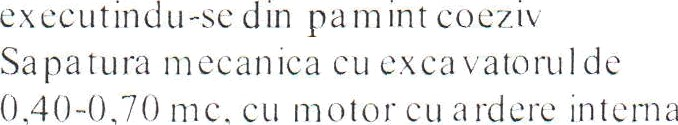 executindu-se din pamint coeziv
Sapatura mecanica cu excavatorul de
0,40-0,70 mc, cu motor cu ardere interna